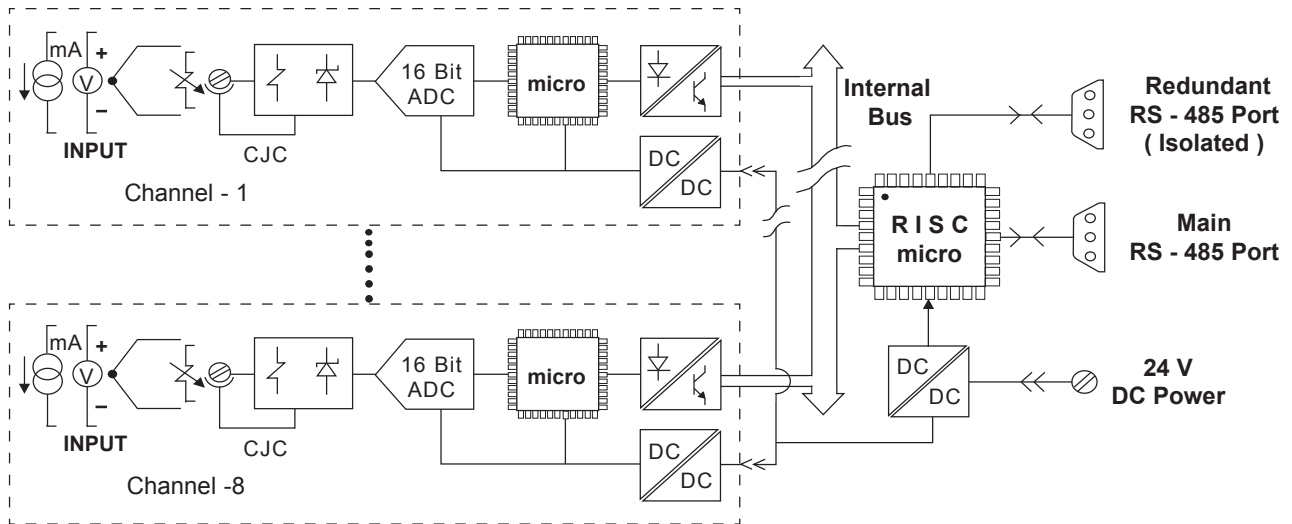 mA
+
V
−
INPUT
CJC
16 Bit
ADC
micro
DC
DC
Channel - 1
Internal
Bus
Redundant
RS - 485 Port
( Isolated )
R I S C
micro
Main
RS - 485 Port
mA
+
V
−
INPUT
CJC
16 Bit
ADC
micro
DC
DC
Channel -8
DC
DC
24 V
DC Power